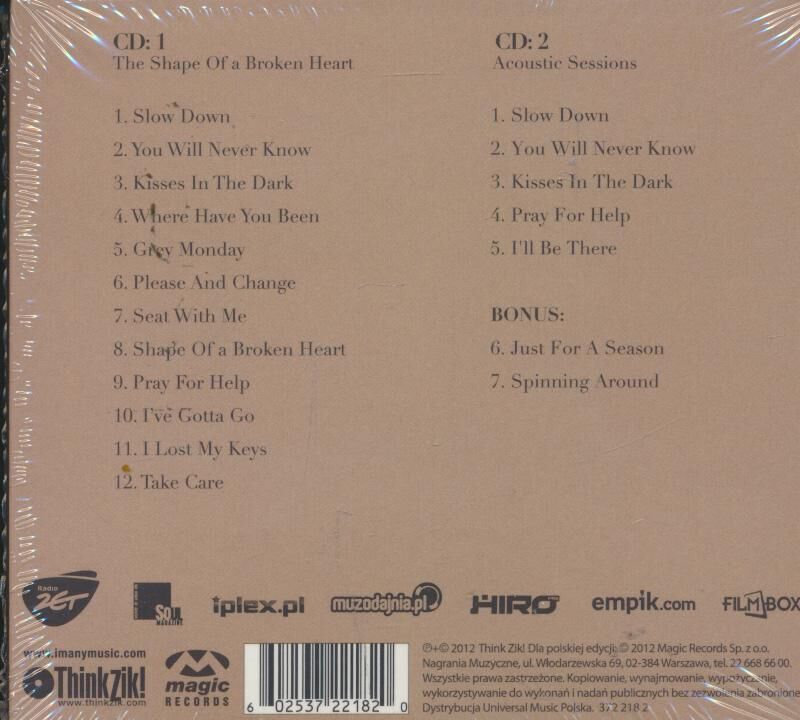 CD: 1
The Shape Of a Broken Heart
1. Slow Down
2. You Will Never Know
3. Kisses In The Dark
4. Where Have You Been
5. Grey Monday
6. Please And Change
7. Seat With Me
8. Shape Of a Broken Heart
9. Pray For Help
10. I've Gotta Go
11. I Lost My Keys
12. Take Care
CD: 2
Acoustic Sessions
1. Slow Down
2. You Will Never Know
3. Kisses In The Dark
4. Pray For Help
5. I'll Be There
BONUS:
6. Just For A Season
7. Spinning Around
Radio ZET
SOUL MAGAZINE
iplex.pl
muzodajnia.pl
HIRO
empik.com
FILMBOX
www.imanymusic.com
ThinkZik!
www.thinkzik.com
magic
RECORDS
6 02537 22182 0
℗+© 2012 Think Zik! Dla polskiej edycji: © 2012 Magic Records Sp. z o.o.
Nagrania Muzyczne, ul. Włodarzewska 69, 02-384 Warszawa, tel. 22 668 66 00.
Wszystkie prawa zastrzeżone. Kopiowanie, wynajmowanie, wypożyczanie,
wykorzystywanie do wykonań i nadań publicznych bez zezwolenia zabronione
Dystrybucja Universal Music Polska. 372 218 2